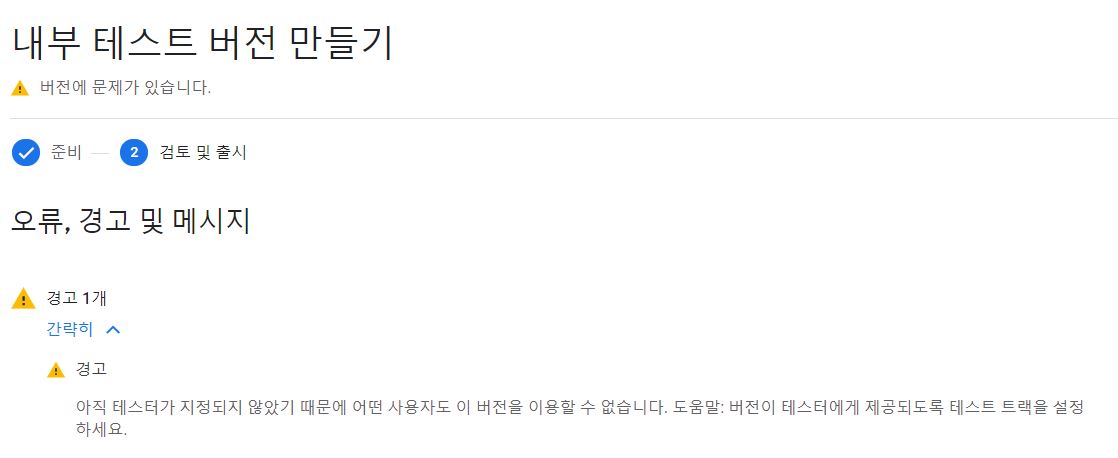 내부 테스트 버전 만들기
버전에 문제가 있습니다.
준비
2
검토 및 출시
오류, 경고 및 메시지
경고 1개
간략히
경고
아직 테스터가 지정되지 않았기 때문에 어떤 사용자도 이 버전을 이용할 수 없습니다. 도움말: 버전이 테스터에게 제공되도록 테스트 트랙을 설정
하세요.